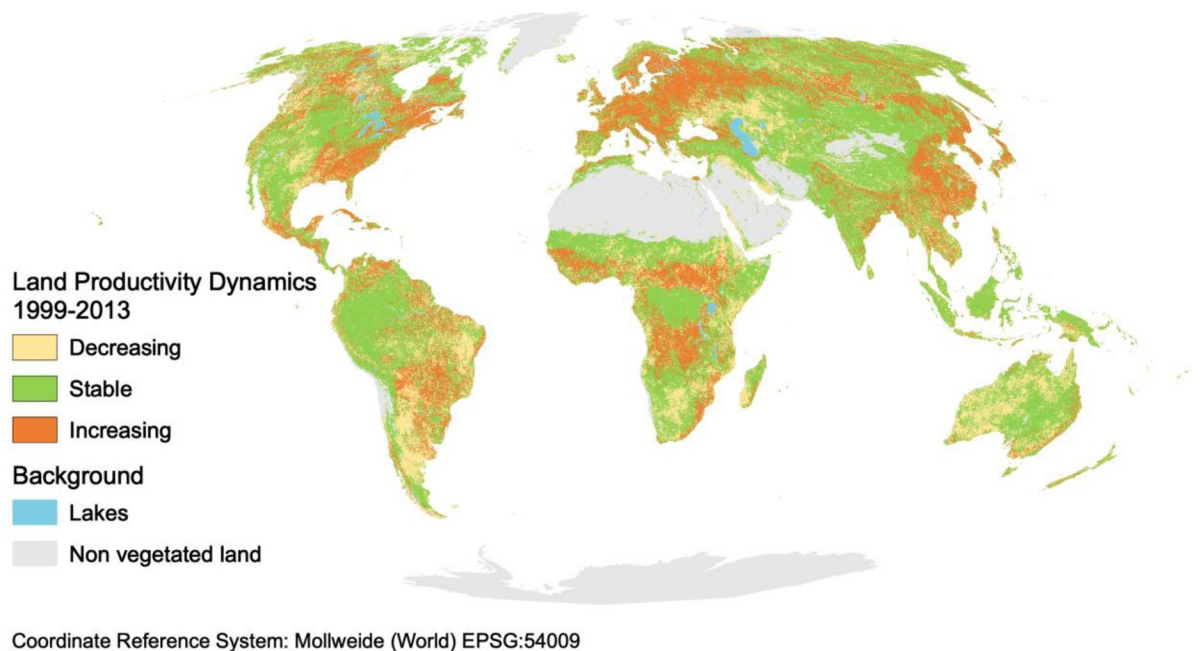 Land Productivity Dynamics
1999-2013
Decreasing
Stable
Increasing
Background
Lakes
Non vegetated land
Coordinate Reference System: Mollweide (World) EPSG:54009